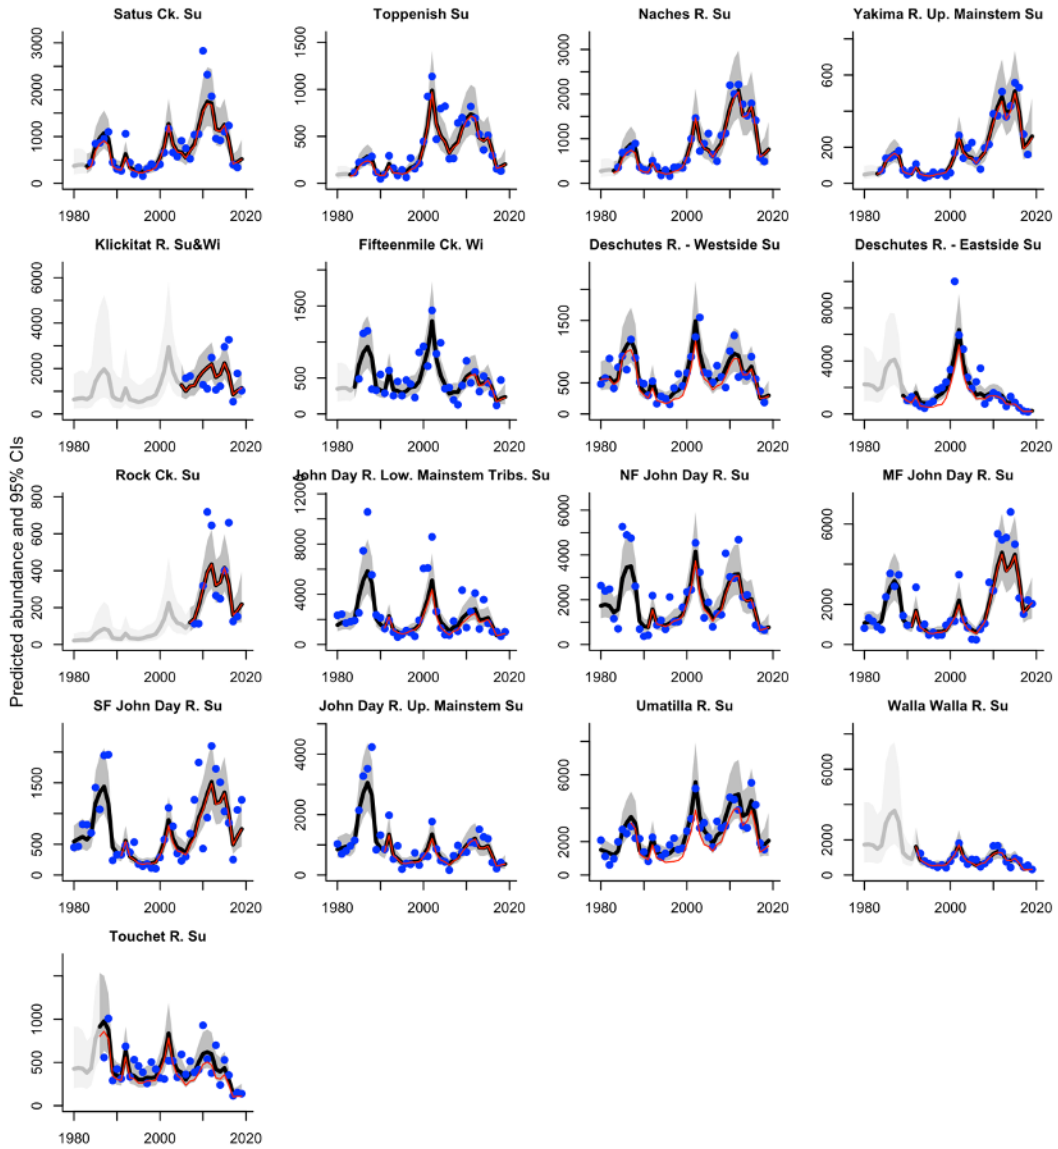 Predicted abundance and 95% CIs
Satus Ck. Su
0 1000 2000 3000
1980 2000 2020
Toppenish Su
0 500 1000 1500
1980 2000 2020
Naches R. Su
0 1000 2000 3000
1980 2000 2020
Yakima R. Up. Mainstem Su
0 200 600
1980 2000 2020
Klickitat R. Su&Wi
0 1000 2000 4000 6000
1980 2000 2020
Fifteenmile Ck. Wi
0 500 1500
1980 2000 2020
Deschutes R. - Westside Su
0 500 1500
1980 2000 2020
Deschutes R. - Eastside Su
0 4000 8000
1980 2000 2020
Rock Ck. Su
0 200 400 600 800
1980 2000 2020
John Day R. Low. Mainstem Tribs. Su
0 4000 8000 12000
1980 2000 2020
NF John Day R. Su
0 2000 4000 6000
1980 2000 2020
MF John Day R. Su
0 2000 6000
1980 2000 2020
SF John Day R. Su
0 500 1500
1980 2000 2020
John Day R. Up. Mainstem Su
0 2000 4000
1980 2000 2020
Umatilla R. Su
0 2000 6000
1980 2000 2020
Walla Walla R. Su
0 2000 4000 6000
1980 2000 2020
Touchet R. Su
0 500 1000
1980 2000 2020